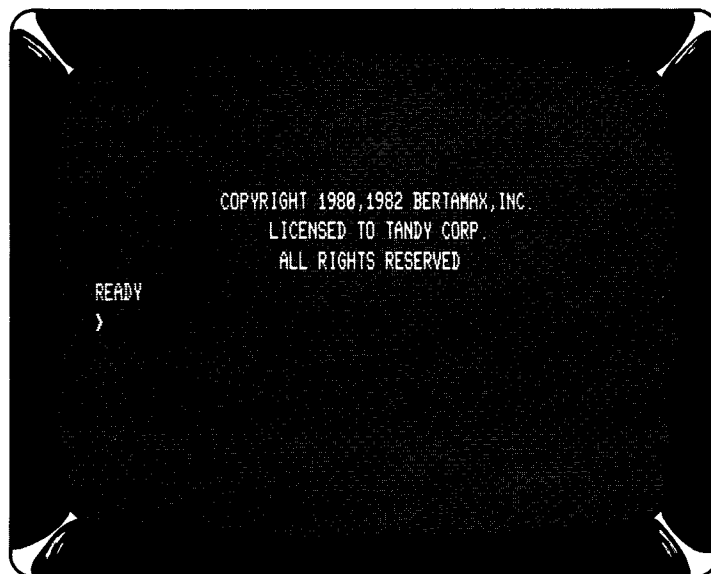 COPYRIGHT 1980,1982 BERTAMAX,INC.
LICENSED TO TANDY CORP.
ALL RIGHTS RESERVED
READY
>